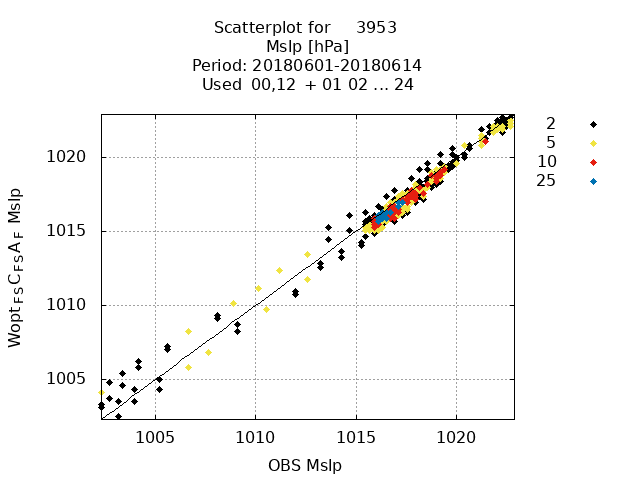 Scatterplot for 3953
Mslp [hPa]
Period: 20180601-20180614
Used 00,12 + 01 02 ... 24
2
5
10
25
1020
1015
1010
1005
1005 1010 1015 1020
OBS Mslp
Wopt FS C FS A F Mslp